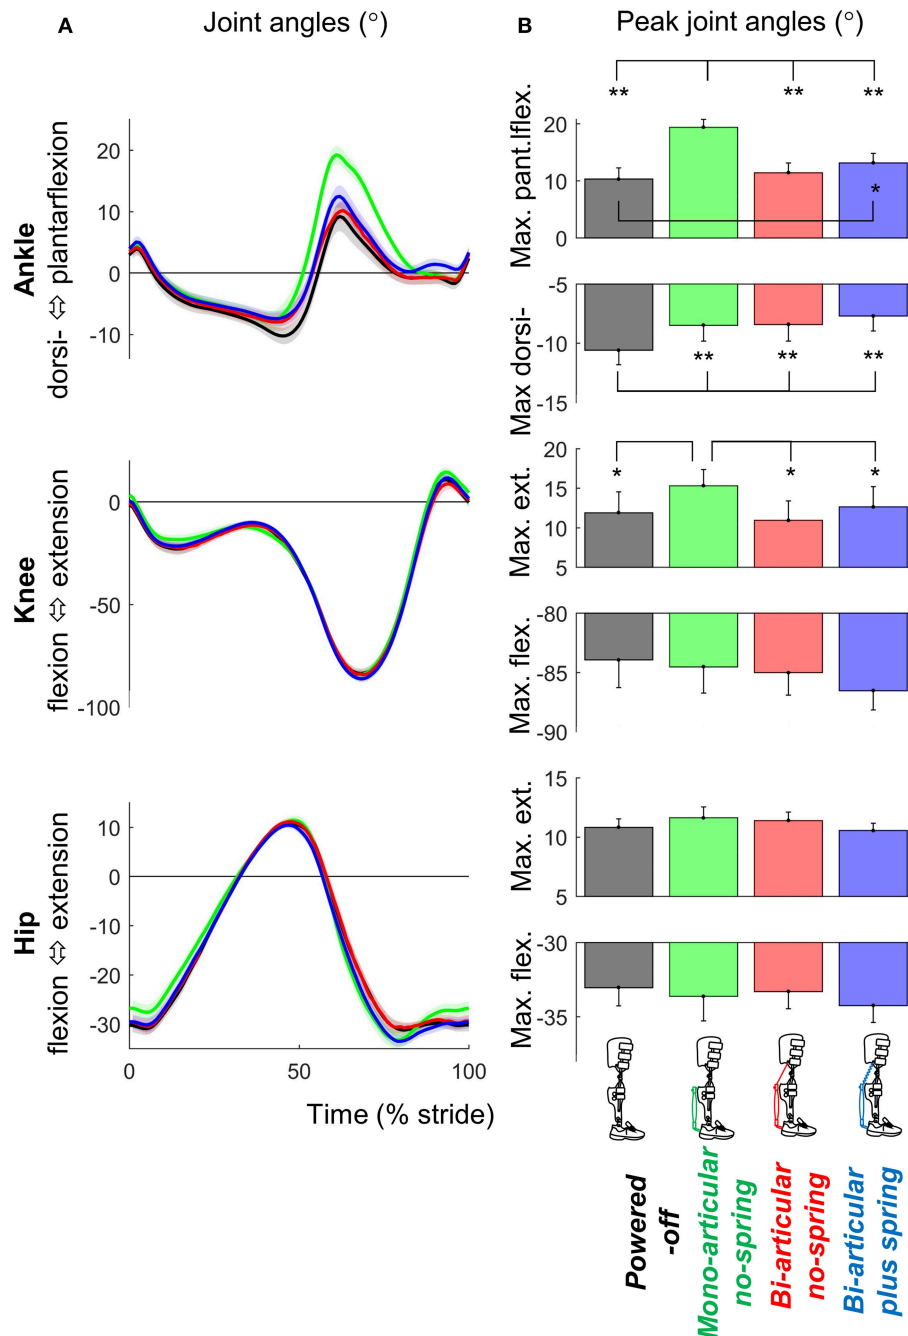 A
Joint angles (°)
Ankle
dorsi- ⇔ plantarflexion
20
10
0
-10
Knee
flexion ⇔ extension
0
-50
-100
Hip
flexion ⇔ extension
10
0
-10
-20
-30
0
50
100
Time (% stride)
B
Peak joint angles (°)
**
**
**
Max. pant.lflex.
20
10
0
*
Max dorsi-
-5
-10
-15
**
**
**
Max. ext.
20
15
10
5
*
*
*
Max. flex.
-80
-85
-90
Max. ext.
15
10
5
Max. flex.
-30
-35
Powered
-off
Mono-articular
no-spring
Bi-articular
no-spring
Bi-articular
plus spring